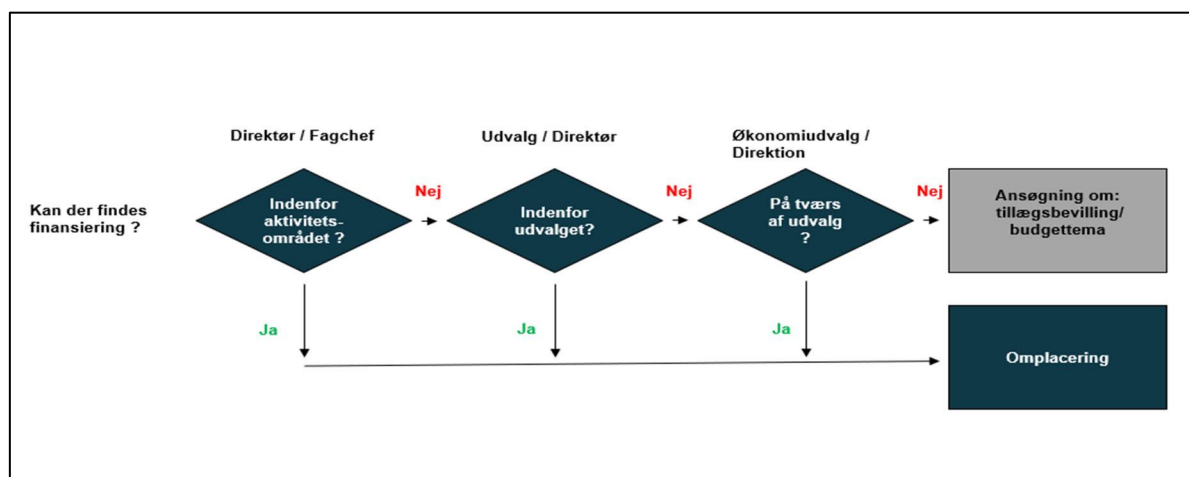 Direktør / Fagchef
Udvalg / Direktør
Økonomiudvalg /
Direktion
Kan der findes
finansiering ?
Indenfor
aktivitets-
området ?
Nej
Indenfor
udvalget?
Nej
På tværs
af udvalg
?
Nej
Ansøgning om:
tillægsbevilling/
budgettema
Ja
Ja
Ja
Omplacering